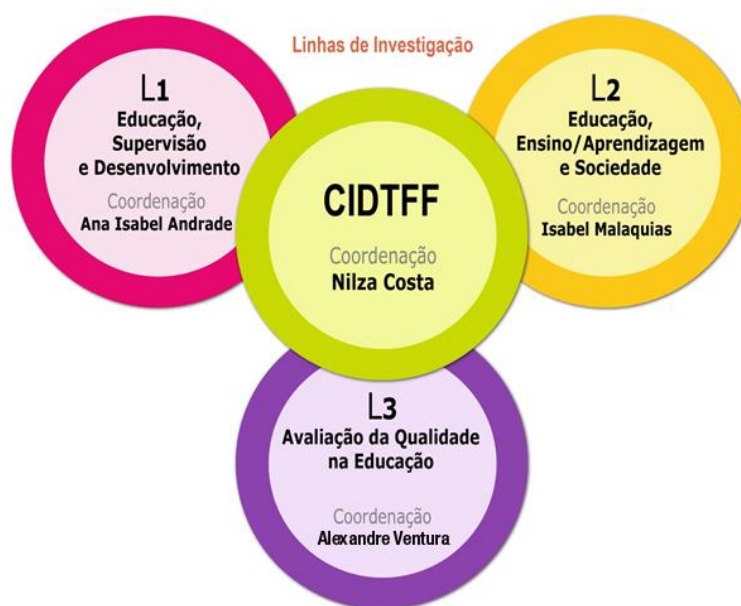 Linhas de Investigação
L1
Educação,
Supervisão
e Desenvolvimento
Coordenação
Ana Isabel Andrade
L2
Educação,
Ensino/Aprendizagem
e Sociedade
Coordenação
Isabel Malaquias
CIDTFF
Coordenação
Nilza Costa
L3
Avaliação da Qualidade
na Educação
Coordenação
Alexandre Ventura